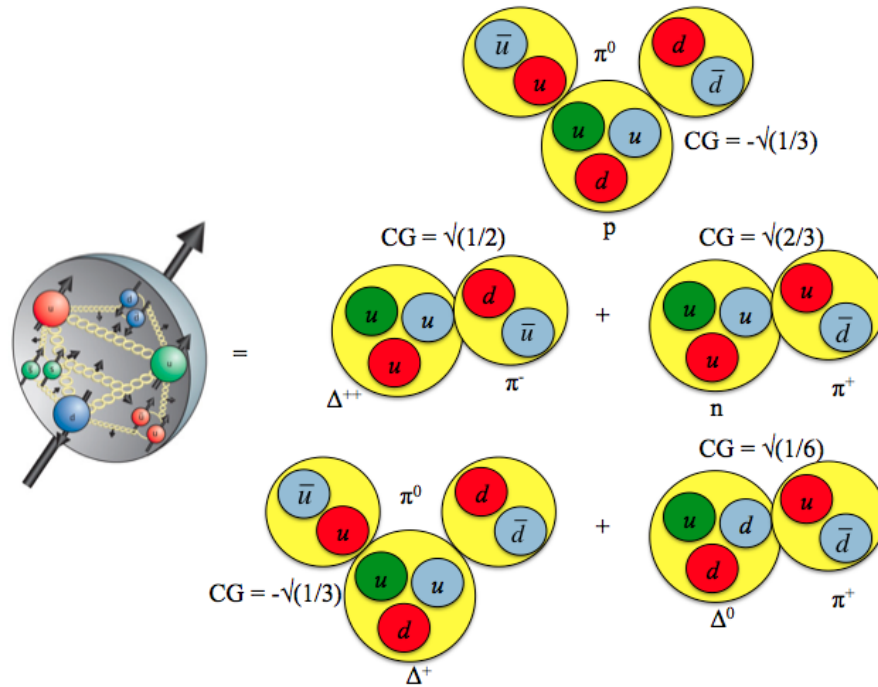 u̅ π⁰ d
u d̅
u u CG = -√(1/3)
d
p
CG = √(1/2) CG = √(2/3)
d u
u u u̅ + u u d̅
u u
Δ⁺⁺ π⁻ n π⁺
u
u
d
=
CG = √(1/6)
u̅ π⁰ d u
u d̅ + u d d̅
CG = -√(1/3) u u d
d Δ⁰ π⁺
Δ⁺